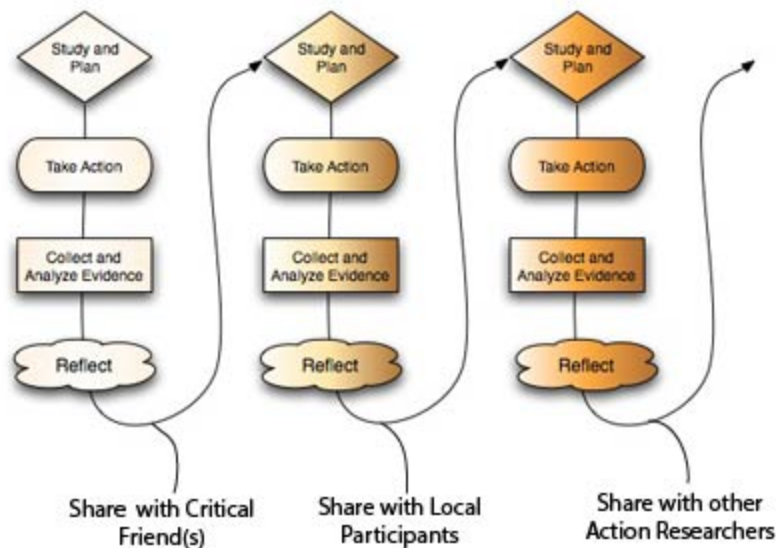 Study and
Plan
Take Action
Collect and
Analyze Evidence
Reflect
Share with Critical
Friend(s)
Study and
Plan
Take Action
Collect and
Analyze Evidence
Reflect
Share with Local
Participants
Study and
Plan
Take Action
Collect and
Analyze Evidence
Reflect
Share with other
Action Researchers